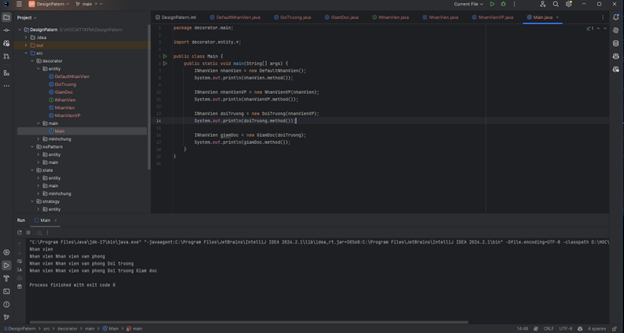 DesignPattern
main
Current File
Project
DesignPattern
.idea
out
src
decorator
entity
DefaultNhanVien
DoiTruong
GiamDoc
INhanVien
NhanVien
NhanVienVP
main
Main
minhchung
noPattern
entity
main
state
entity
main
minhchung
strategy
entity
DesignPattern.iml
DefaultNhanVien.java
DoiTruong.java
GiamDoc.java
INhanVien.java
NhanVien.java
NhanVienVP.java
Main.java
package decorator.main;
import decorator.entity.*;
public class Main {
public static void main(String[] args) {
INhanVien nhanVien = new DefaultNhanVien();
System.out.println(nhanVien.method());
INhanVien nhanVienVP = new NhanVienVP(nhanVien);
System.out.println(nhanVienVP.method());
INhanVien doiTruong = new DoiTruong(nhanVienVP);
System.out.println(doiTruong.method());
INhanVien giamDoc = new GiamDoc(doiTruong);
System.out.println(giamDoc.method());
}
}
Run
Main
"C:\Program Files\Java\jdk-17\bin\java.exe" "-javaagent:C:\Program Files\JetBrains\IntelliJ IDEA 2024.2.1\lib\idea_rt.jar=
:C:\Program Files\JetBrains\IntelliJ IDEA 2024.2.1\bin" -Dfile.encoding=UTF-8 -classpath
Nhan vien
Nhan vien Nhan vien van phong
Nhan vien Nhan vien van phong Doi truong
Nhan vien Nhan vien van phong Doi truong Giam doc
Process finished with exit code 0
DesignPattern > src > decorator > main > Main > main
14:48
CRLF
UTF-8
4 spaces